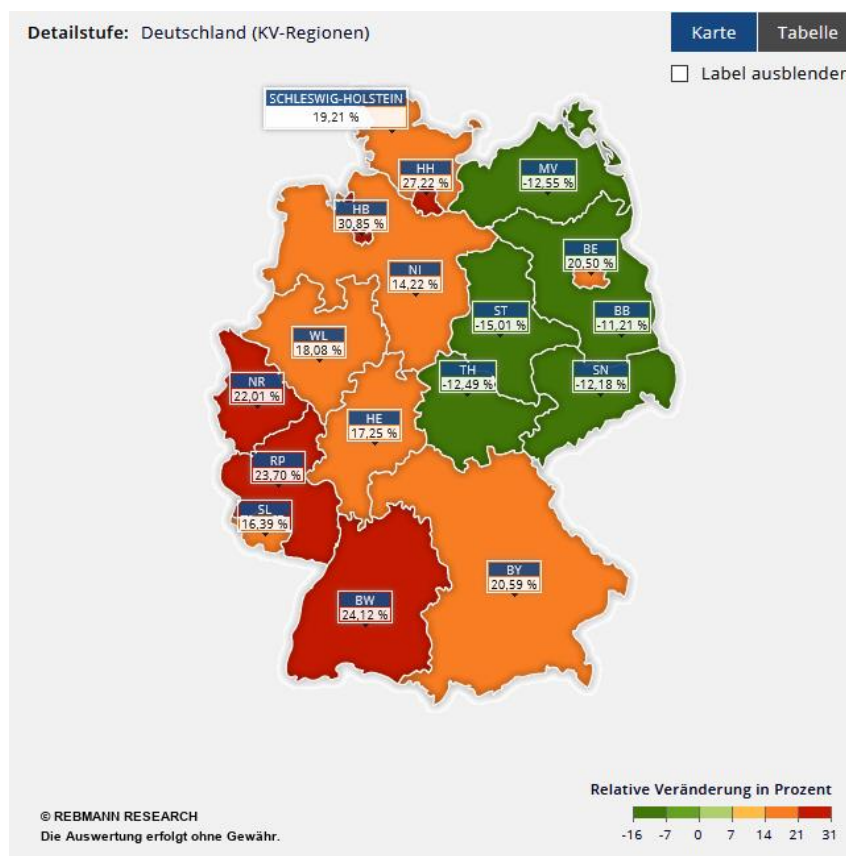 Detailstufe: Deutschland (KV-Regionen)
Karte
Tabelle
Label ausblenden
SCHLESWIG-HOLSTEIN
19,21 %
HH
27,22 %
MV
-12,55 %
HB
30,85 %
BE
20,50 %
NI
14,22 %
ST
-15,01 %
BB
-11,21 %
WL
18,08 %
TH
-12,49 %
SN
-12,18 %
NR
22,01 %
HE
17,25 %
RP
23,70 %
SL
16,39 %
BY
20,59 %
BW
24,12 %
Relative Veränderung in Prozent
-16 -7 0 7 14 21 31
© REBMANN RESEARCH
Die Auswertung erfolgt ohne Gewähr.